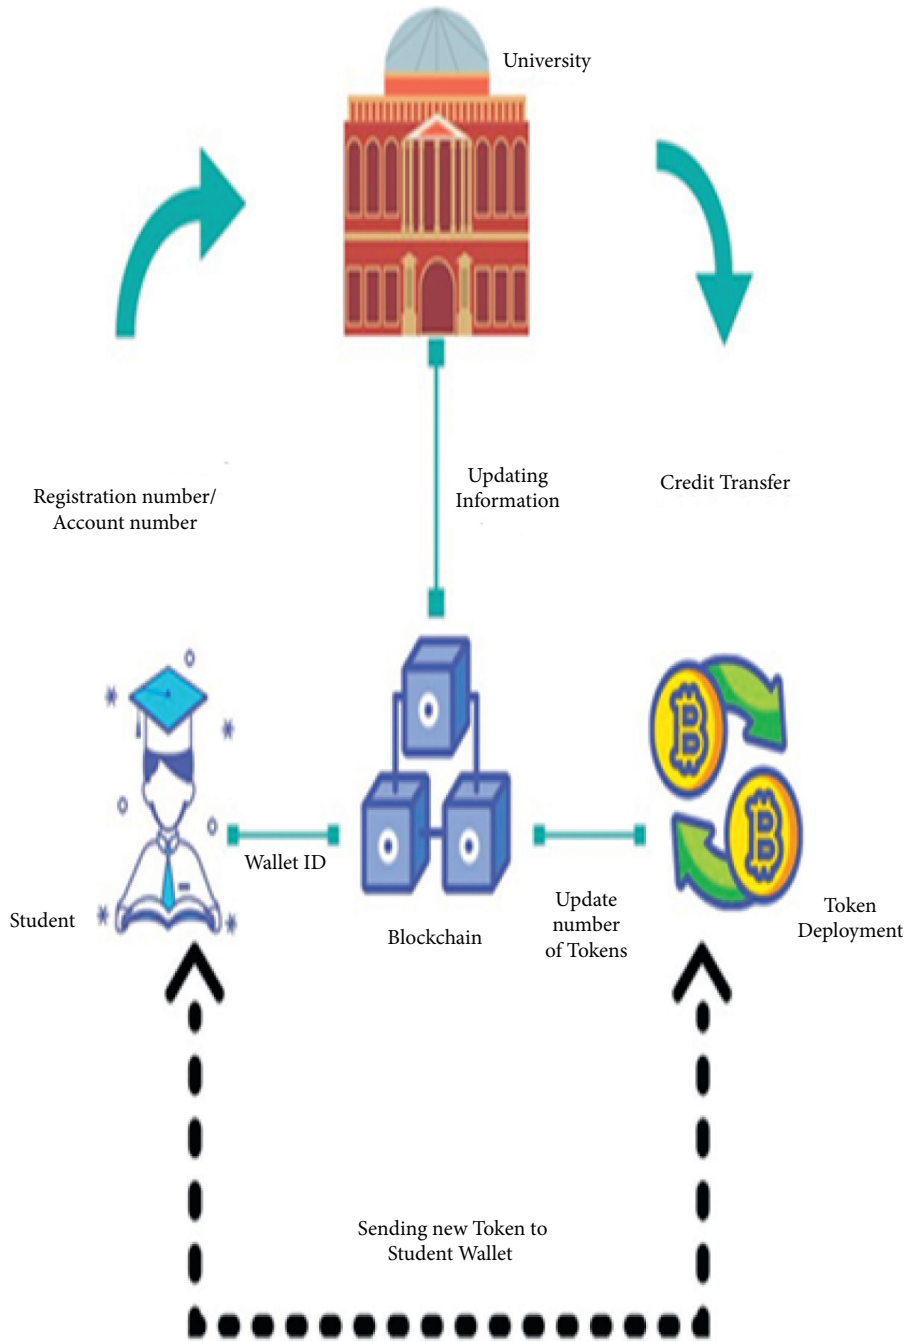 University
Registration number/
Account number
Updating
Information
Credit Transfer
Wallet ID
Student
Blockchain
Update
number
of Tokens
Token
Deployment
Sending new Token to
Student Wallet